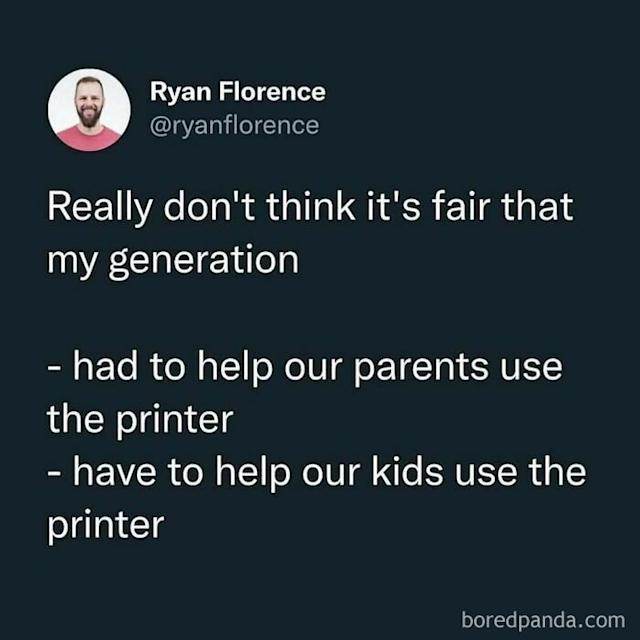 Ryan Florence
@ryanflorence
Really don't think it's fair that
my generation
- had to help our parents use
the printer
- have to help our kids use the
printer
boredpanda.com